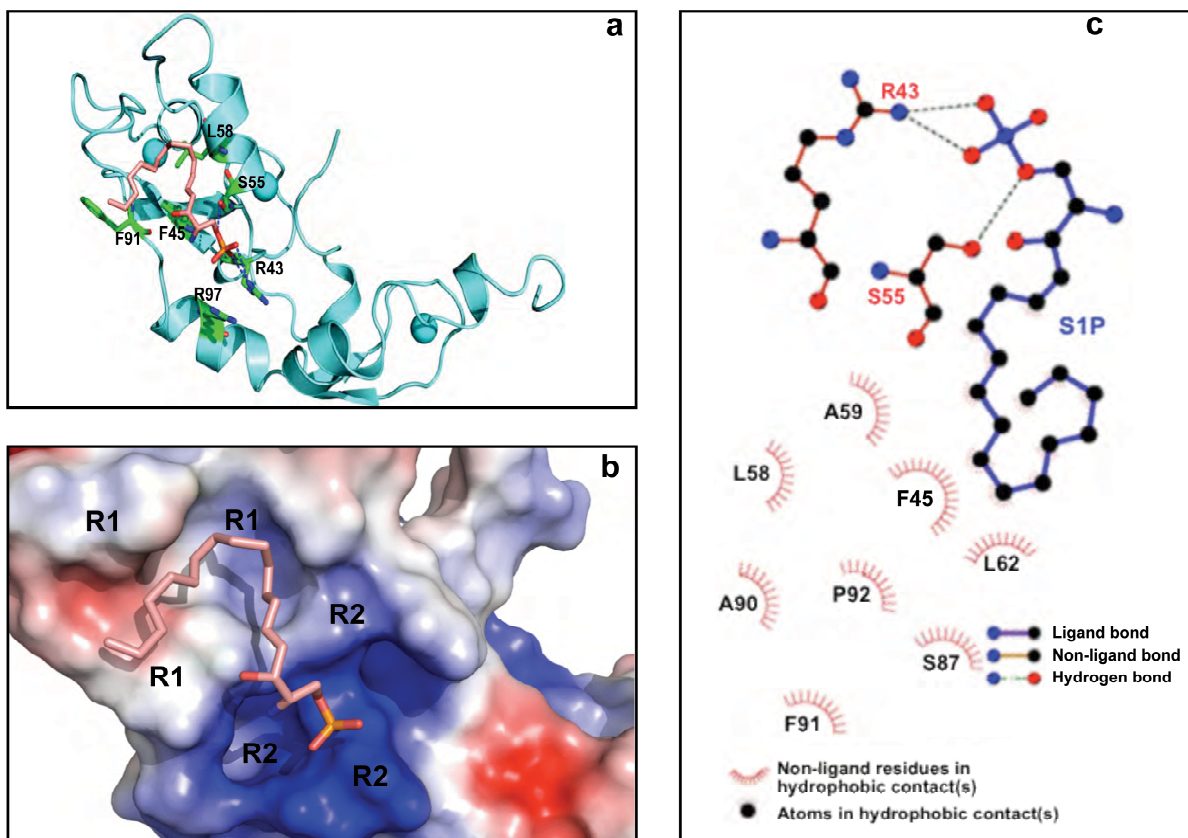 a
L58
S55
F91
F45
R43
R97
b
R1
R1
R2
R1
R2
R2
c
R43
S55
S1P
A59
L58
F45
L62
A90
P92
S87
F91
Ligand bond
Non-ligand bond
Hydrogen bond
Non-ligand residues in
hydrophobic contact(s)
Atoms in hydrophobic contact(s)